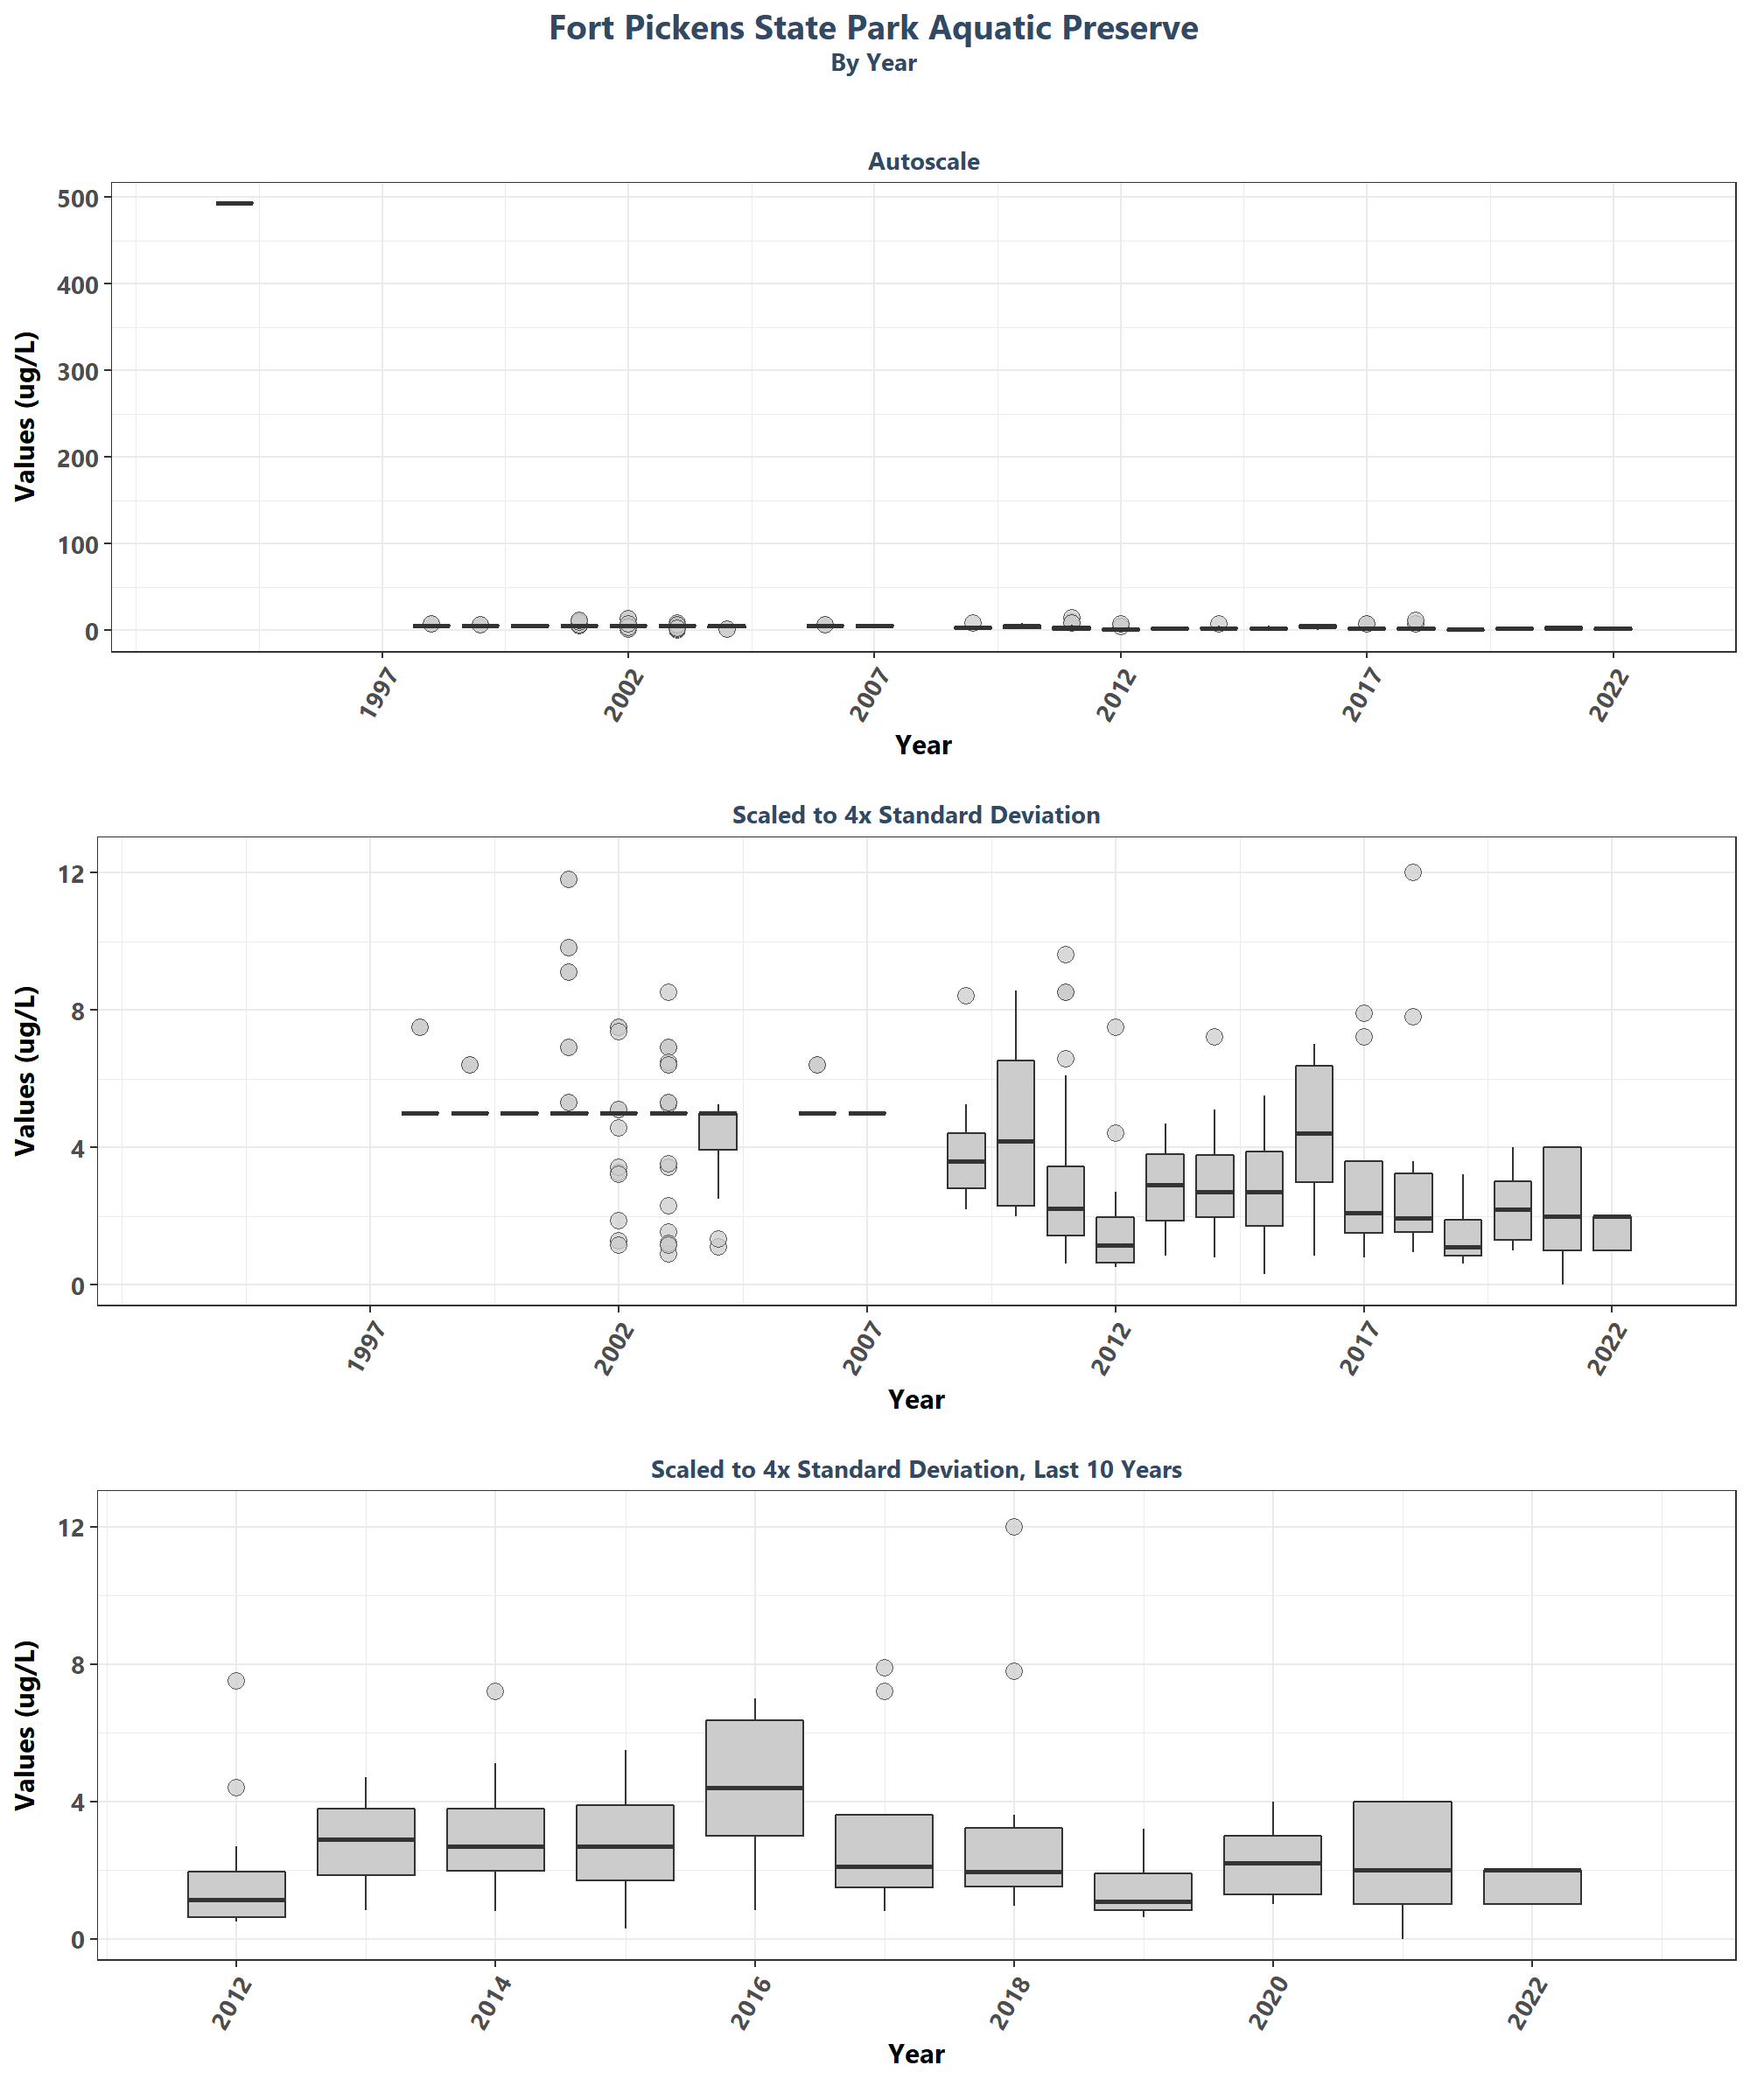 Fort Pickens State Park Aquatic Preserve
By Year
Autoscale
Values (ug/L)
500
400
300
200
100
0
1997
2002
2007
2012
2017
2022
Year
Scaled to 4x Standard Deviation
Values (ug/L)
12
8
4
0
1997
2002
2007
2012
2017
2022
Year
Scaled to 4x Standard Deviation, Last 10 Years
Values (ug/L)
12
8
4
0
2012
2014
2016
2018
2020
2022
Year